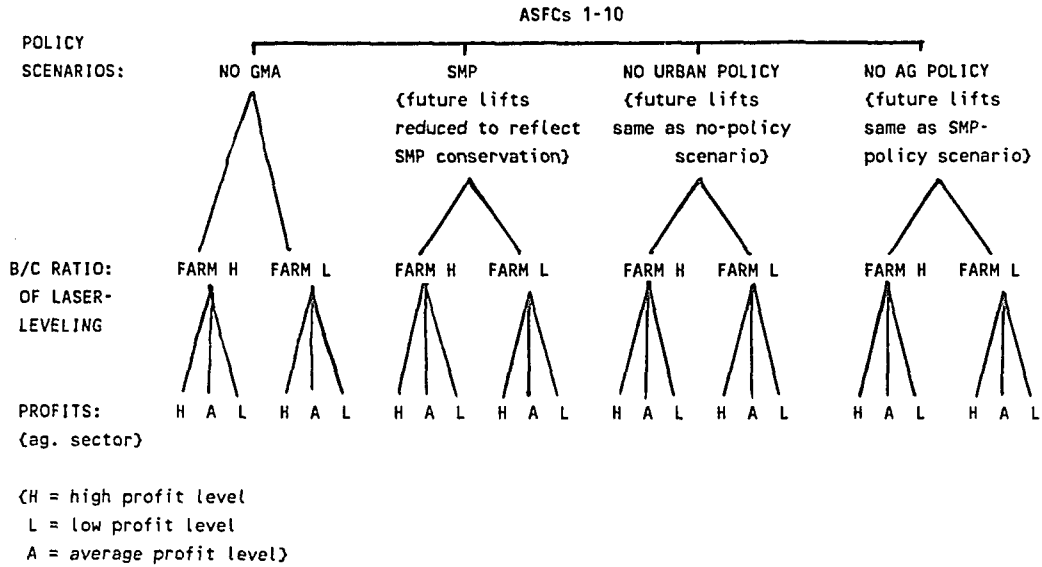 ASFCs 1-10
POLICY
SCENARIOS: NO GMA SMP NO URBAN POLICY NO AG POLICY
{future lifts {future lifts {future lifts
reduced to reflect same as no-policy same as SMP-
SMP conservation} scenario} policy scenario}
B/C RATIO: FARM H FARM L FARM H FARM L FARM H FARM L FARM H FARM L
OF LASER-
LEVELING
PROFITS: H A L H A L H A L H A L H A L H A L H A L H A L
{ag. sector}
{H = high profit level
L = low profit level
A = average profit level}